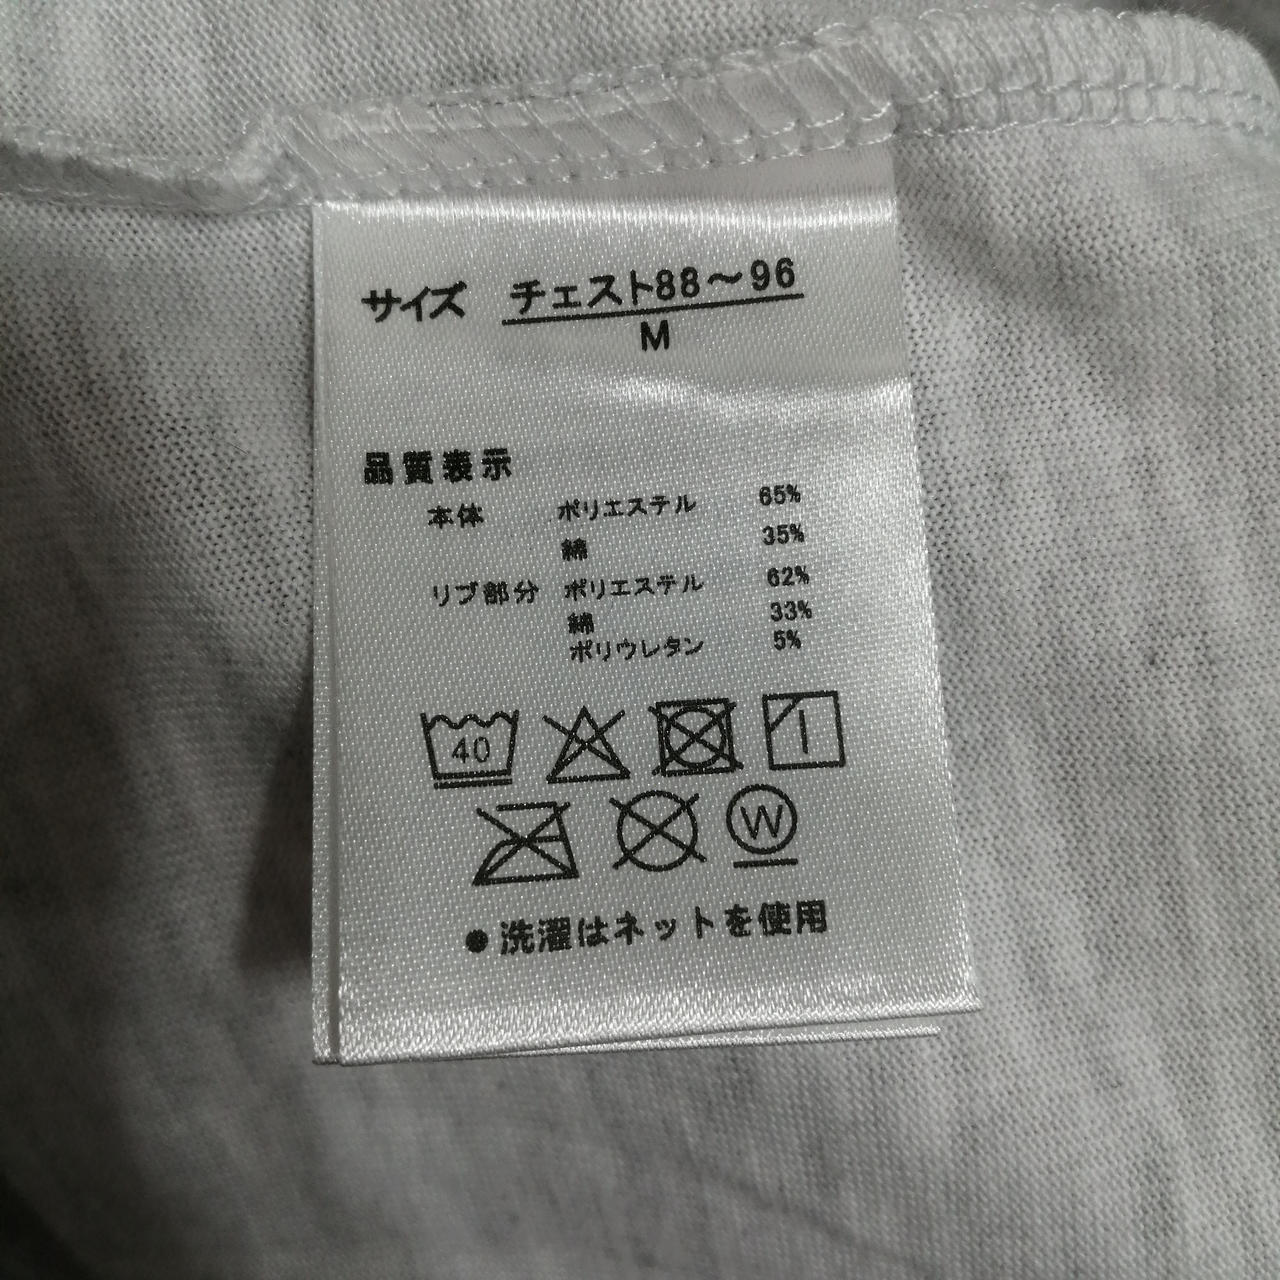 サイズ チェスト88～96
M
品質表示
本体 ポリエステル 65%
綿 35%
リブ部分 ポリエステル 62%
綿 33%
ポリウレタン 5%
40
W
●洗濯はネットを使用